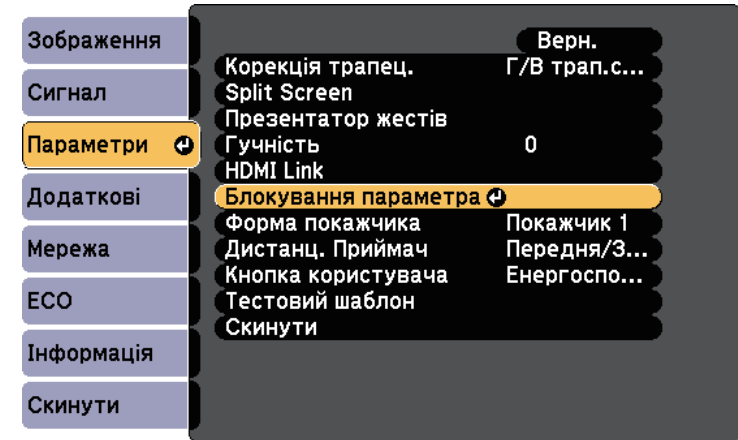 Зображення
Сигнал
Параметри
Додаткові
Мережа
ECO
Інформація
Скинути
Верн.
Корекція трапец. Г/В трап.с...
Split Screen
Презентатор жестів
Гучність 0
HDMI Link
Блокування параметра
Форма покажчика Покажчик 1
Дистанц. Приймач Передня/З...
Кнопка користувача Енергоспо...
Тестовий шаблон
Скинути